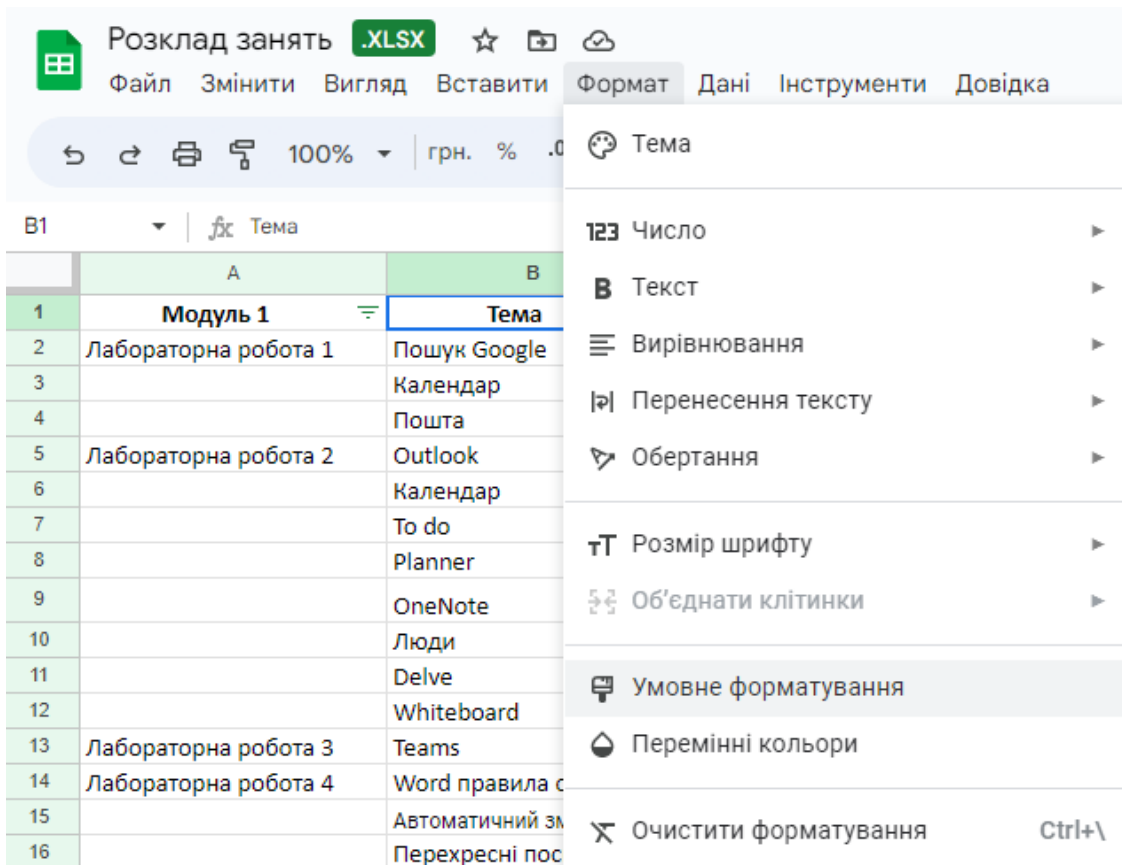 Розклад занять .XLSX
Файл Змінити Вигляд Вставити Формат Дані Інструменти Довідка
100% грн. % .0
B1 fx Тема
A B
1 Модуль 1 Тема
2 Лабораторна робота 1 Пошук Google
3 Календар
4 Пошта
5 Лабораторна робота 2 Outlook
6 Календар
7 To do
8 Planner
9 OneNote
10 Люди
11 Delve
12 Whiteboard
13 Лабораторна робота 3 Teams
14 Лабораторна робота 4 Word правила
15 Автоматичний
16 Перехресні
Тема
123 Число
B Текст
Вирівнювання
Перенесення тексту
Обертання
тТ Розмір шрифту
Об’єднати клітинки
Умовне форматування
Перемінні кольори
Очистити форматування Ctrl+\